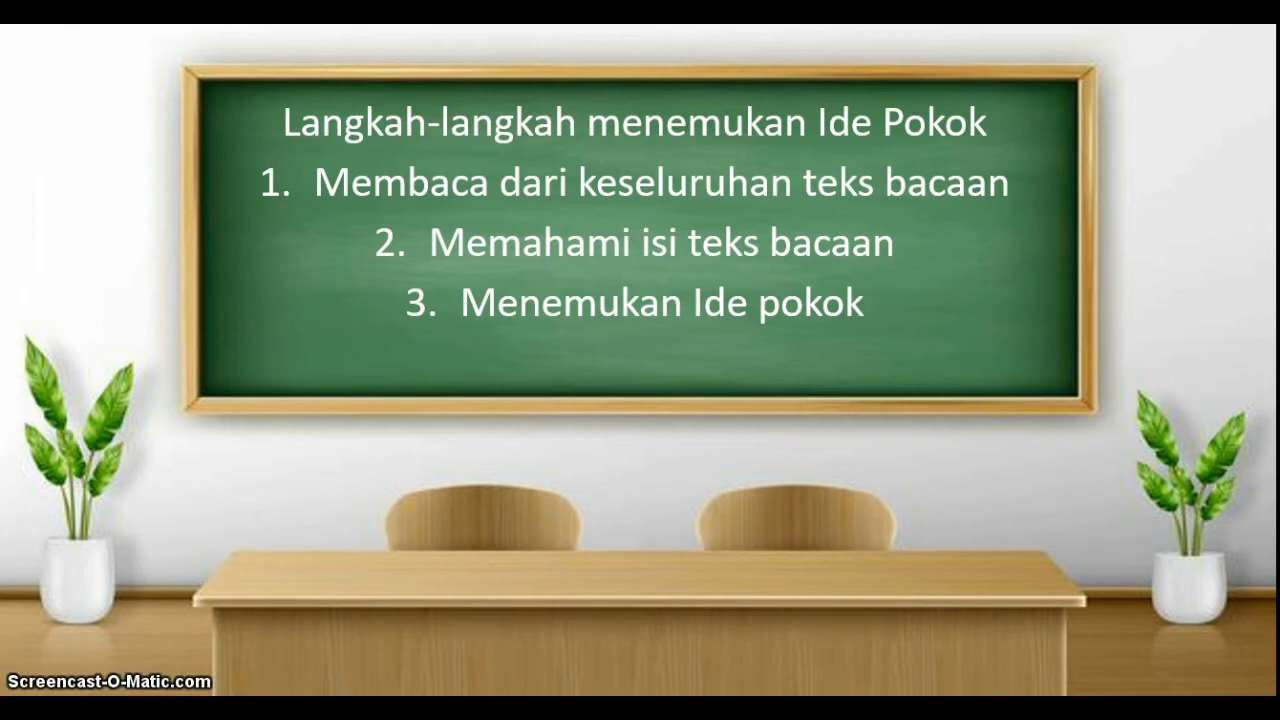 Langkah-langkah menemukan Ide Pokok
1. Membaca dari keseluruhan teks bacaan
2. Memahami isi teks bacaan
3. Menemukan Ide pokok
Screencast-O-Matic.com